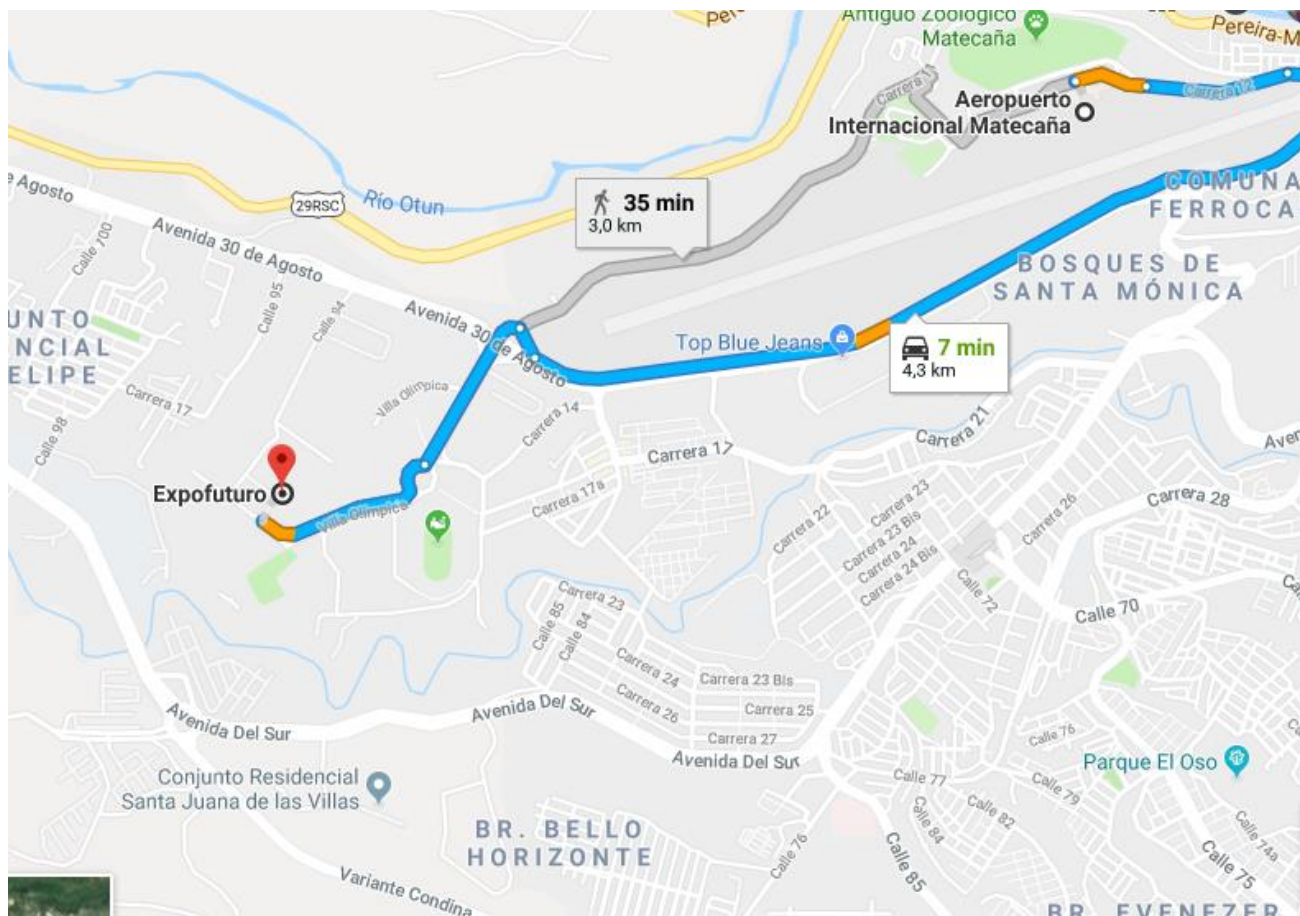 Antiguo Zoológico
Matecaña
Pereira-M
Carrera 12
Aeropuerto
Internacional Matecaña
COMUNA
FERROCA
35 min
3,0 km
29RSC
Río Otun
de Agosto
Avenida 30 de Agosto
Calle 100
Calle 95
Calle 94
BOSQUES DE
SANTA MÓNICA
Avenida 30 de Agosto
Top Blue Jeans
7 min
4,3 km
UNTO
NCIAL
ELIPE
Carrera 17
Calle 98
Villa Olímpica
Carrera 14
Carrera 17
Carrera 21
Expofuturo
Villa Olímpica
Carrera 17a
Carrera 22
Carrera 23
Carrera 23 Bis
Carrera 24
Carrera 24 Bis
Carrera 26
Carrera 28
Calle 72
Calle 70
Carrera 23
Calle 85
Calle 84
Carrera 24
Carrera 26
Carrera 23 Bis
Carrera 25
Carrera 27
Avenida Del Sur
Avenida Del Sur
Avenida Del Sur
Calle 76
Parque El Oso
Conjunto Residencial
Santa Juana de las Villas
Calle 77
Calle 79
Calle 82
Calle 84
Calle 74a
Calle 75
BR. BELLO
HORIZONTE
Calle 76
Calle 85
Variante Condina
BR. EVENEZER